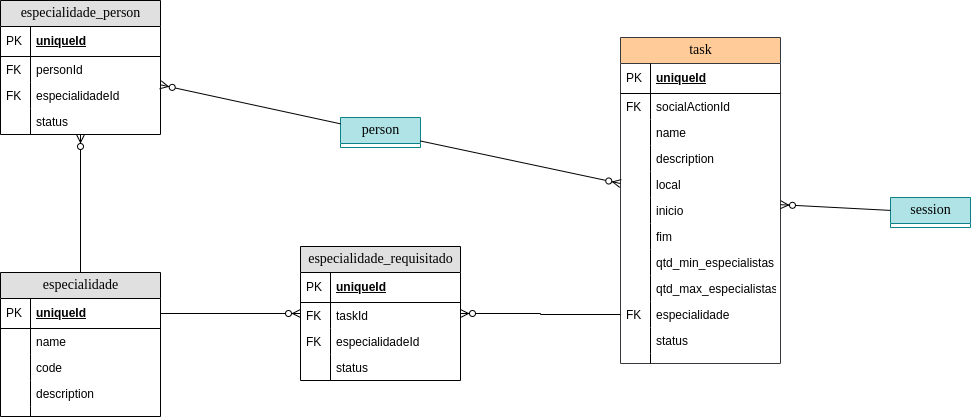 especialidade_person
PK uniqueId
FK personId
FK especialidadeId
status
person
task
PK uniqueId
FK socialActionId
name
description
local
inicio
fim
qtd_min_especialistas
qtd_max_especialistas
FK especialidade
status
session
especialidade
PK uniqueId
name
code
description
especialidade_requisitado
PK uniqueId
FK taskId
FK especialidadeId
status